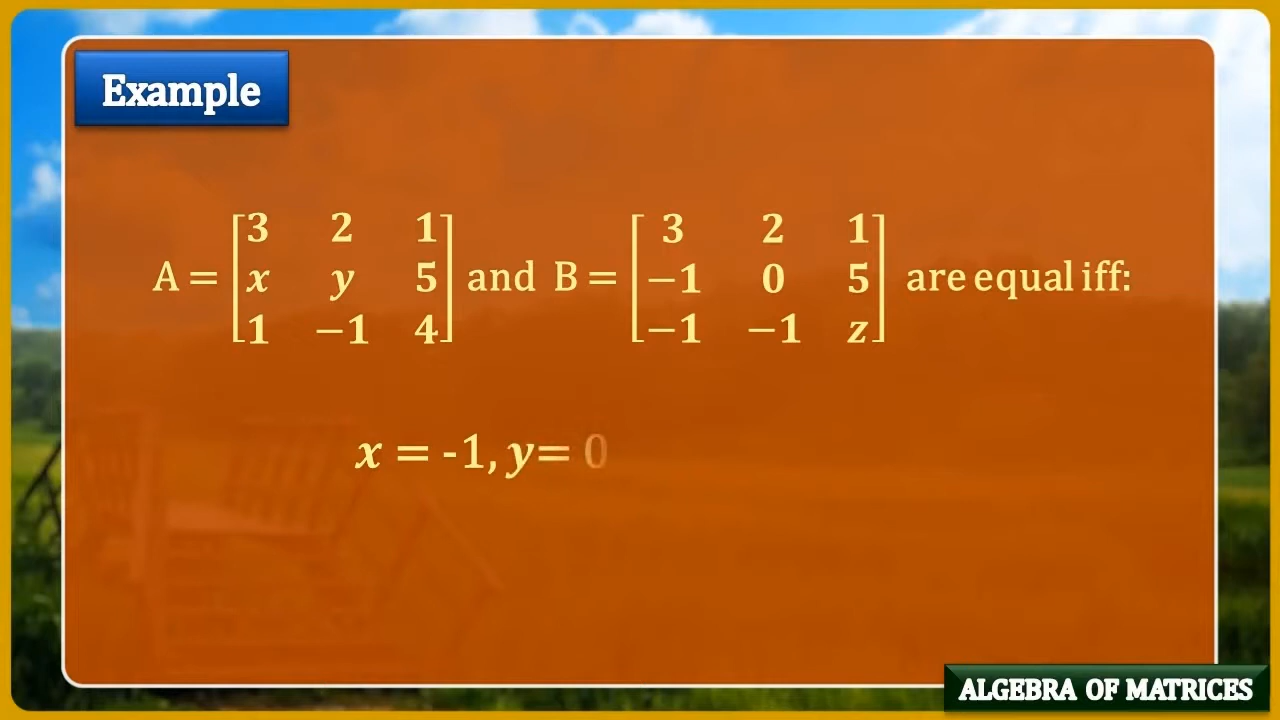 Example
A = [3 2 1
x y 5
1 −1 4] and B = [3 2 1
−1 0 5
−1 −1 z] are equal iff:
x = -1, y= 0
ALGEBRA OF MATRICES